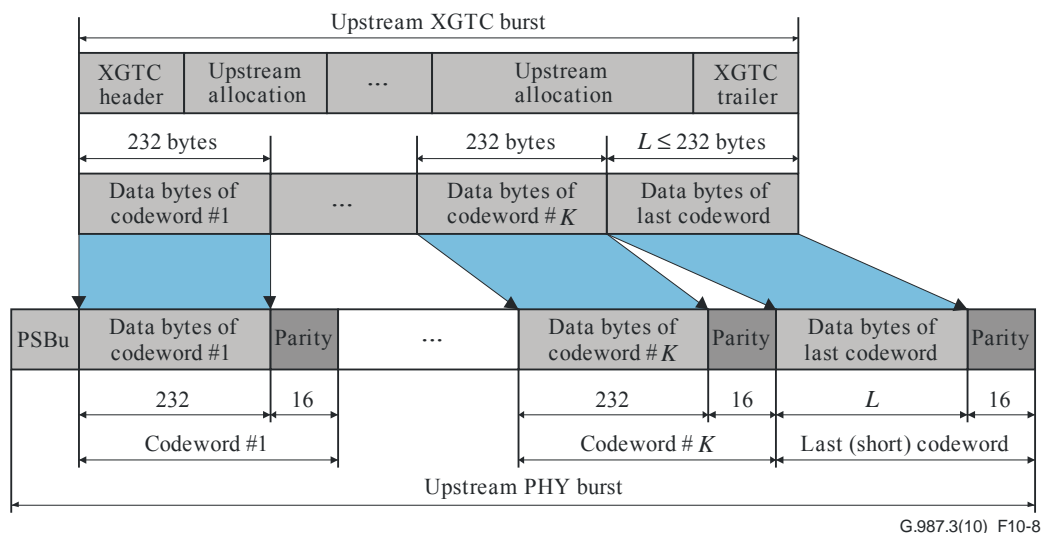 Upstream XGTC burst
XGTC header
Upstream allocation
...
Upstream allocation
XGTC trailer
232 bytes
232 bytes
L ≤ 232 bytes
Data bytes of codeword #1
...
Data bytes of codeword # K
Data bytes of last codeword
PSBu
Data bytes of codeword #1
Parity
...
Data bytes of codeword # K
Parity
Data bytes of last codeword
Parity
232
16
232
16
L
16
Codeword #1
Codeword # K
Last (short) codeword
Upstream PHY burst
G.987.3(10)_F10-8